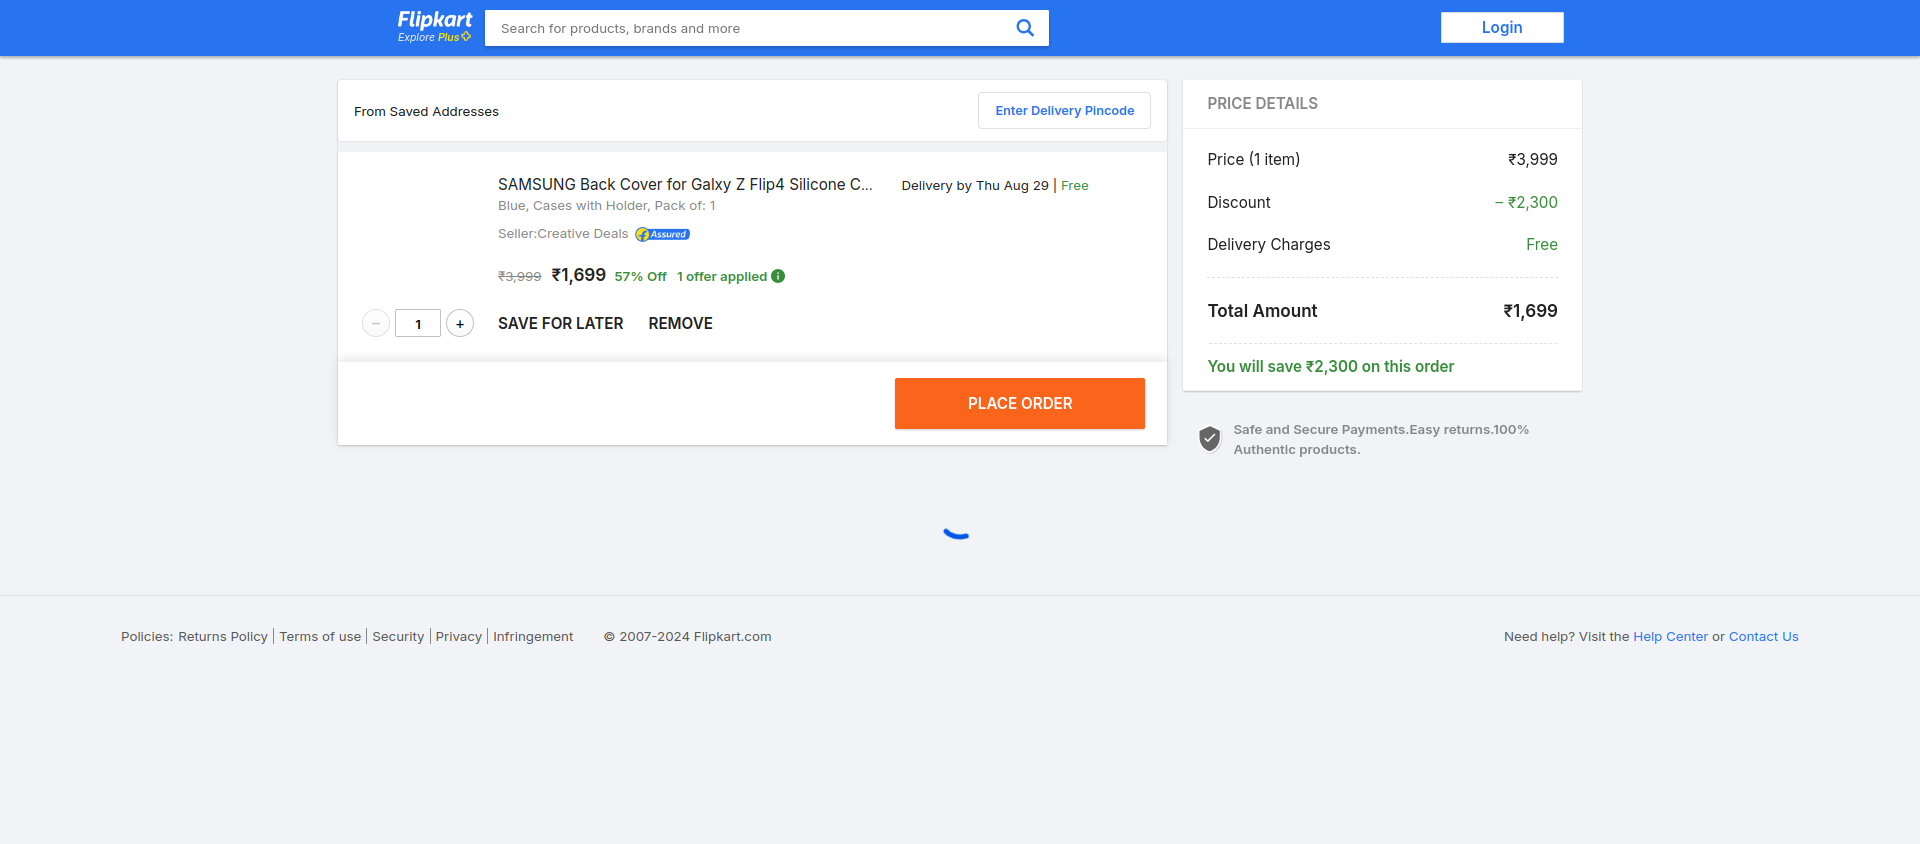 Flipkart
Explore Plus
Search for products, brands and more
Login
From Saved Addresses
Enter Delivery Pincode
SAMSUNG Back Cover for Galxy Z Flip4 Silicone C...
Delivery by Thu Aug 29 | Free
Blue, Cases with Holder, Pack of: 1
Seller:Creative Deals
Assured
₹3,999 ₹1,699 57% Off 1 offer applied
− 1 + SAVE FOR LATER REMOVE
PLACE ORDER
PRICE DETAILS
Price (1 item) ₹3,999
Discount − ₹2,300
Delivery Charges Free
Total Amount ₹1,699
You will save ₹2,300 on this order
Safe and Secure Payments.Easy returns.100%
Authentic products.
Policies: Returns Policy | Terms of use | Security | Privacy | Infringement © 2007-2024 Flipkart.com
Need help? Visit the Help Center or Contact Us